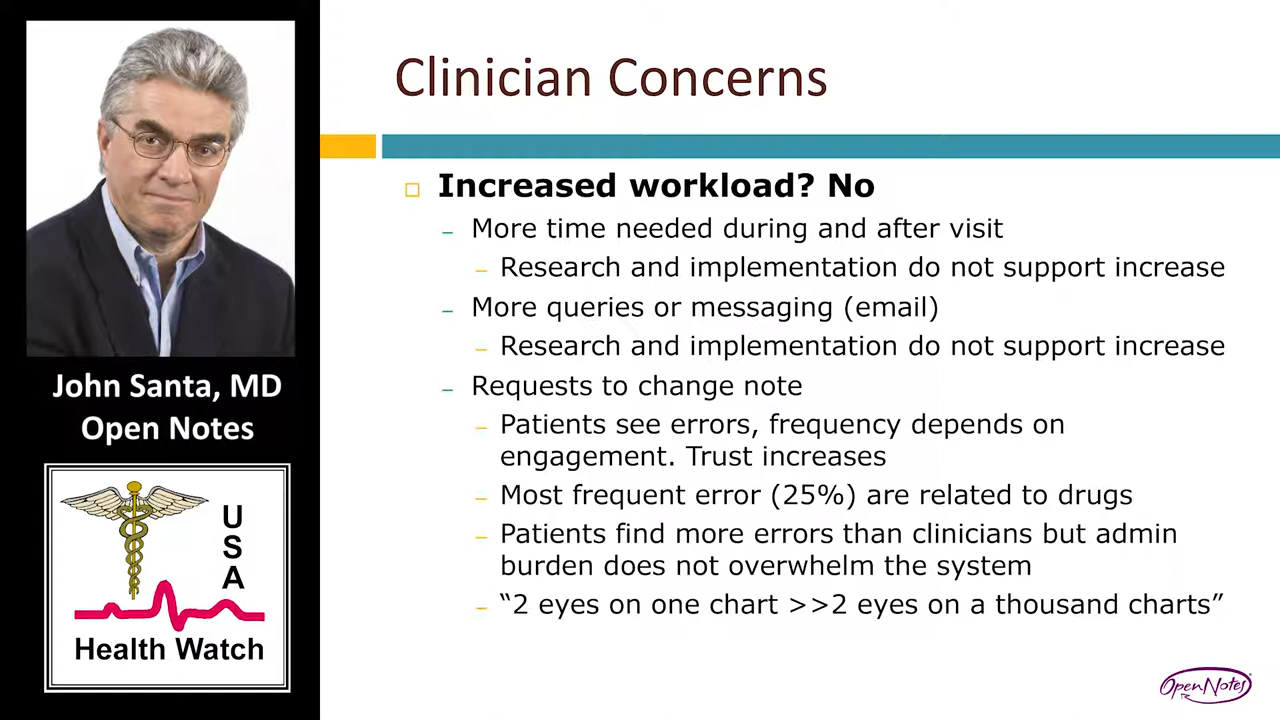 Clinician Concerns
Increased workload? No
– More time needed during and after visit
– Research and implementation do not support increase
– More queries or messaging (email)
– Research and implementation do not support increase
– Requests to change note
– Patients see errors, frequency depends on
engagement. Trust increases
– Most frequent error (25%) are related to drugs
– Patients find more errors than clinicians but admin
burden does not overwhelm the system
– “2 eyes on one chart >>2 eyes on a thousand charts”
John Santa, MD
Open Notes
USA
Health Watch
OpenNotes